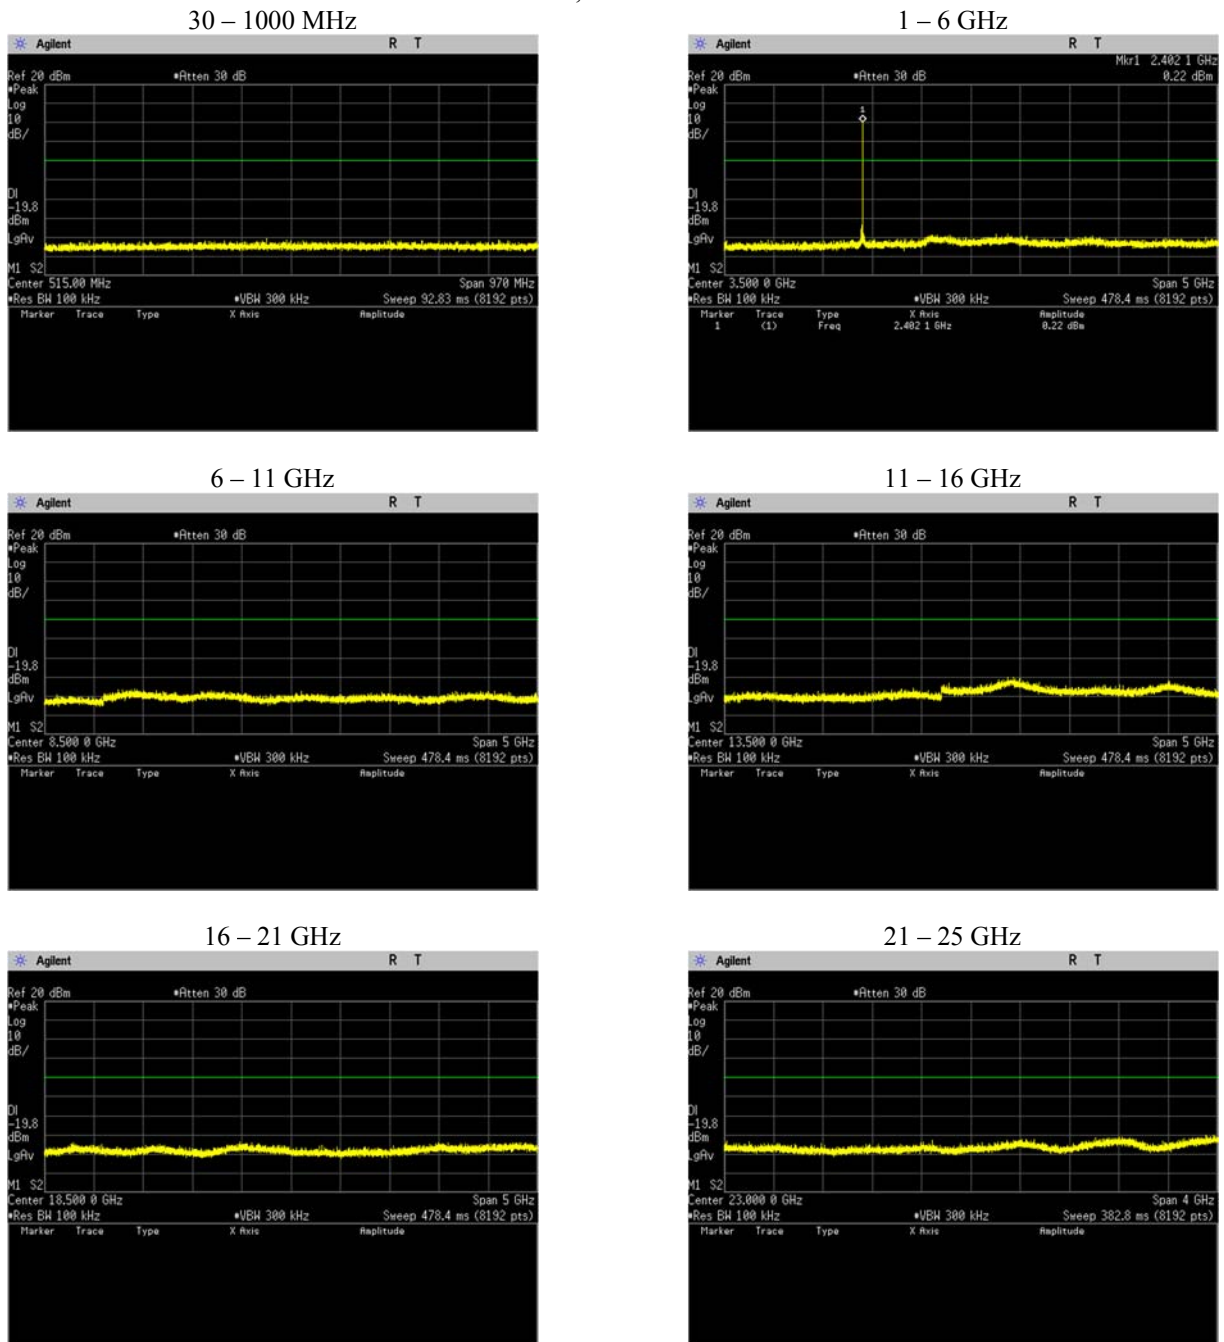 30 – 1000 MHz
Agilent R T
Ref 20 dBm *Atten 30 dB
*Peak
Log
10
dB/
DI
-19.8
dBm
LgAv
M1 S2
Center 515.00 MHz Span 970 MHz
*Res BW 100 kHz *VBW 300 kHz Sweep 92.83 ms (8192 pts)
Marker Trace Type X Axis Amplitude
1 – 6 GHz
Agilent R T
Mkr1 2.402 1 GHz
Ref 20 dBm *Atten 30 dB 0.22 dBm
*Peak
Log
10
dB/
1
DI
-19.8
dBm
LgAv
M1 S2
Center 3.500 0 GHz Span 5 GHz
*Res BW 100 kHz *VBW 300 kHz Sweep 478.4 ms (8192 pts)
Marker Trace Type X Axis Amplitude
1 (1) Freq 2.402 1 GHz 0.22 dBm
6 – 11 GHz
Agilent R T
Ref 20 dBm *Atten 30 dB
*Peak
Log
10
dB/
DI
-19.8
dBm
LgAv
M1 S2
Center 8.500 0 GHz Span 5 GHz
*Res BW 100 kHz *VBW 300 kHz Sweep 478.4 ms (8192 pts)
Marker Trace Type X Axis Amplitude
11 – 16 GHz
Agilent R T
Ref 20 dBm *Atten 30 dB
*Peak
Log
10
dB/
DI
-19.8
dBm
LgAv
M1 S2
Center 13.500 0 GHz Span 5 GHz
*Res BW 100 kHz *VBW 300 kHz Sweep 478.4 ms (8192 pts)
Marker Trace Type X Axis Amplitude
16 – 21 GHz
Agilent R T
Ref 20 dBm *Atten 30 dB
*Peak
Log
10
dB/
DI
-19.8
dBm
LgAv
M1 S2
Center 18.500 0 GHz Span 5 GHz
*Res BW 100 kHz *VBW 300 kHz Sweep 478.4 ms (8192 pts)
Marker Trace Type X Axis Amplitude
21 – 25 GHz
Agilent R T
Ref 20 dBm *Atten 30 dB
*Peak
Log
10
dB/
DI
-19.8
dBm
LgAv
M1 S2
Center 23.000 0 GHz Span 4 GHz
*Res BW 100 kHz *VBW 300 kHz Sweep 382.8 ms (8192 pts)
Marker Trace Type X Axis Amplitude